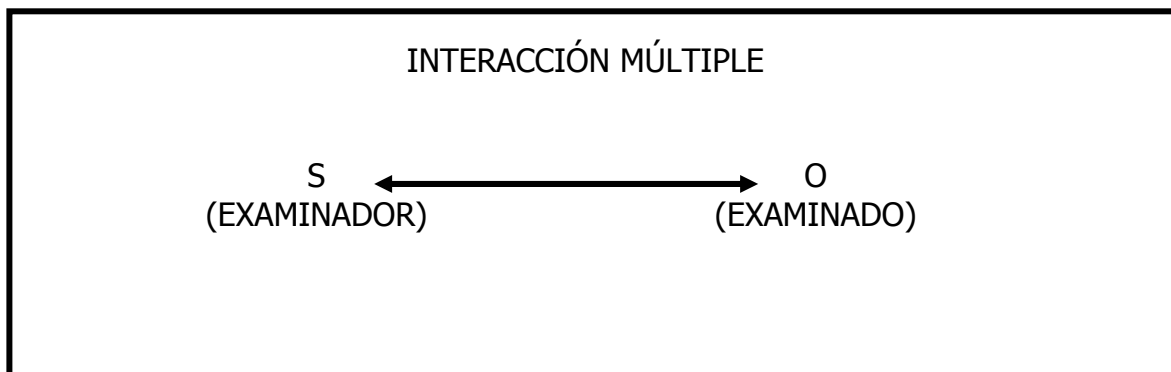 INTERACCIÓN MÚLTIPLE
S O
(EXAMINADOR) (EXAMINADO)